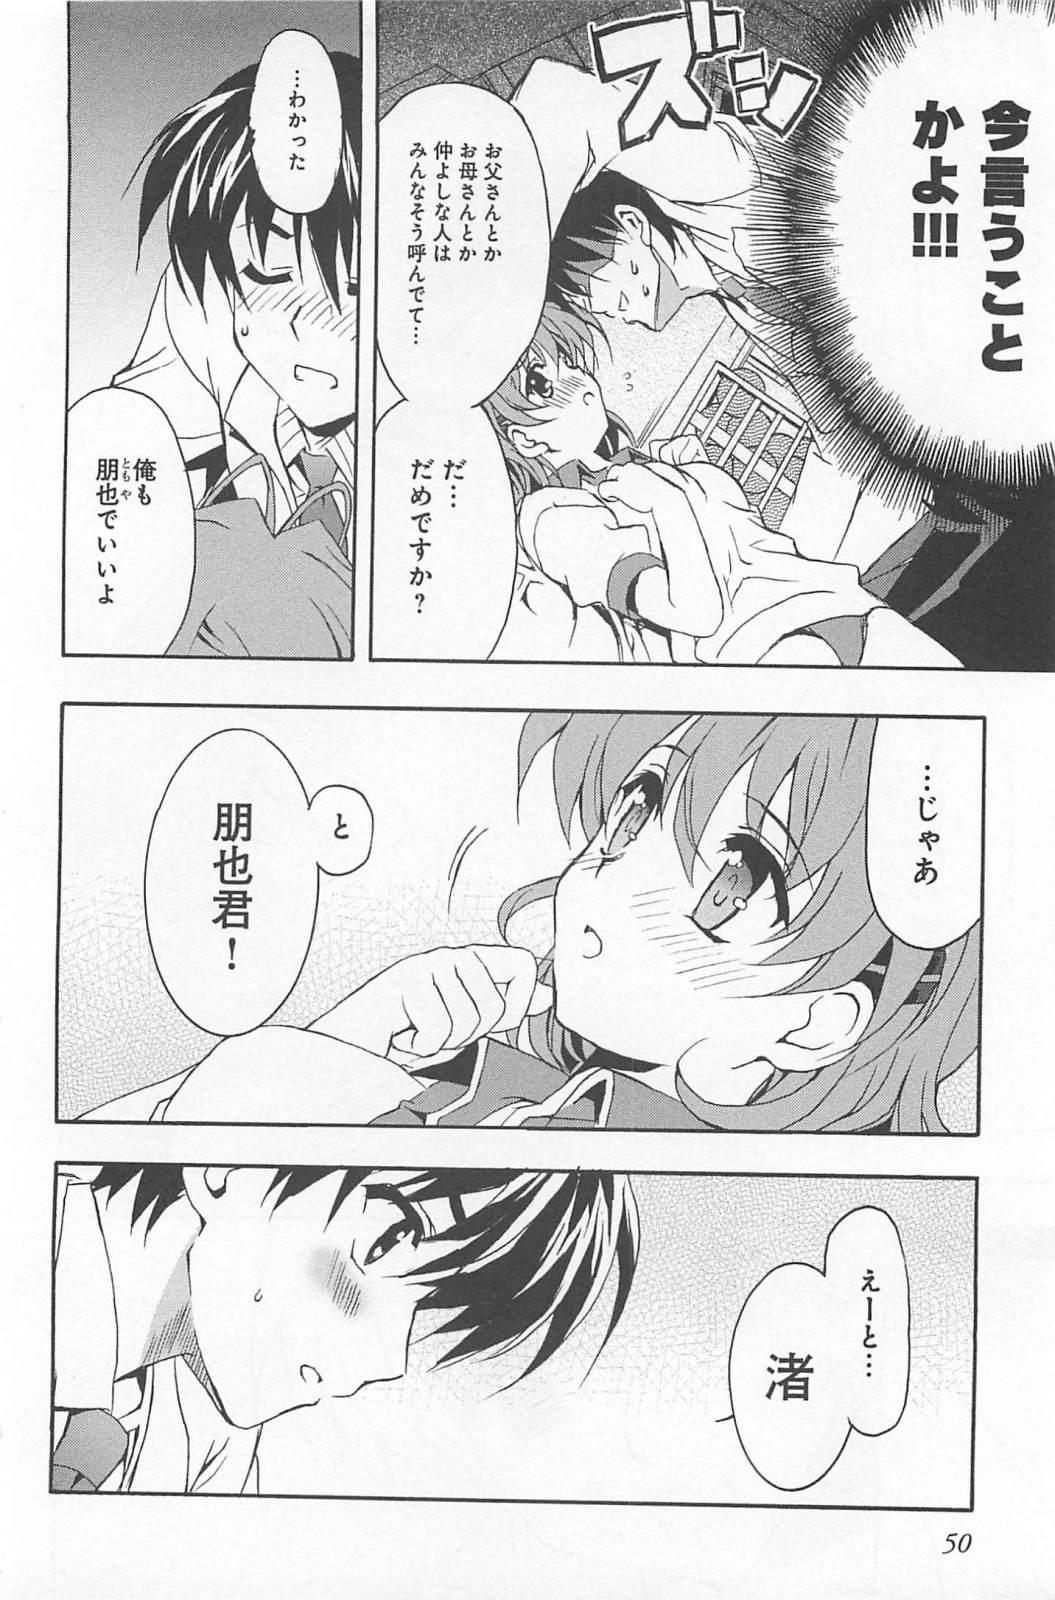 今言うこと
かよ!!!
ズシッ
お父さんとか
お母さんとか
仲よしな人は
みんなそう呼んでて…
だ…
だめですか？
…わかった
俺も
朋也でいいよ
ともや
…じゃあ
と
朋也君！
えーと…
渚
50